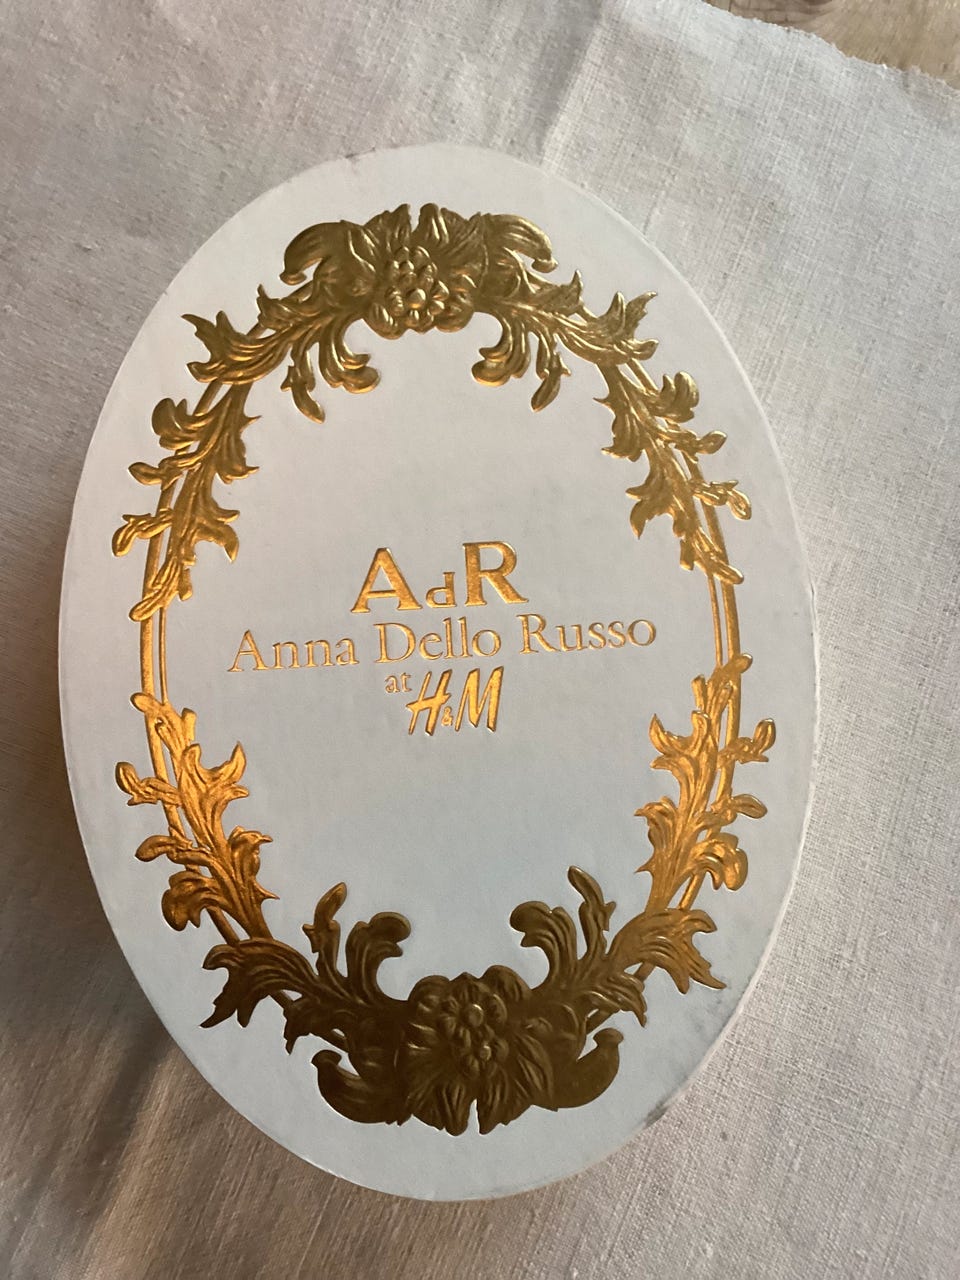 AdR
Anna Dello Russo
at H&M